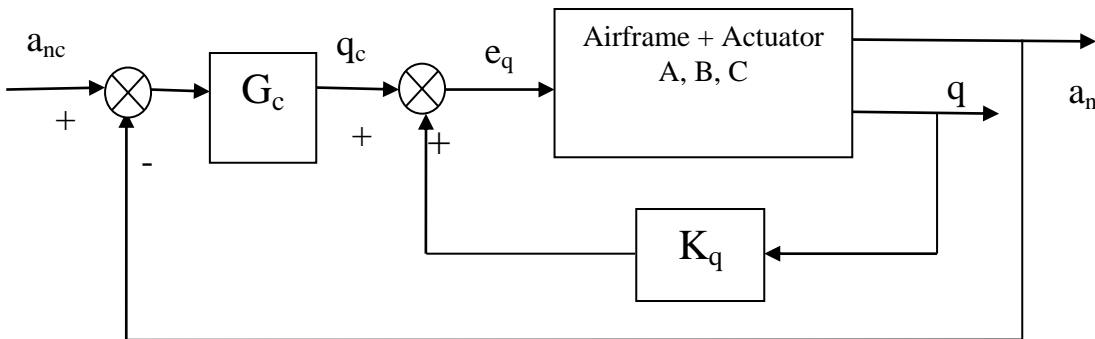 a_nc
+
-
G_c
q_c
+
+
e_q
Airframe + Actuator
A, B, C
q
a_n
K_q